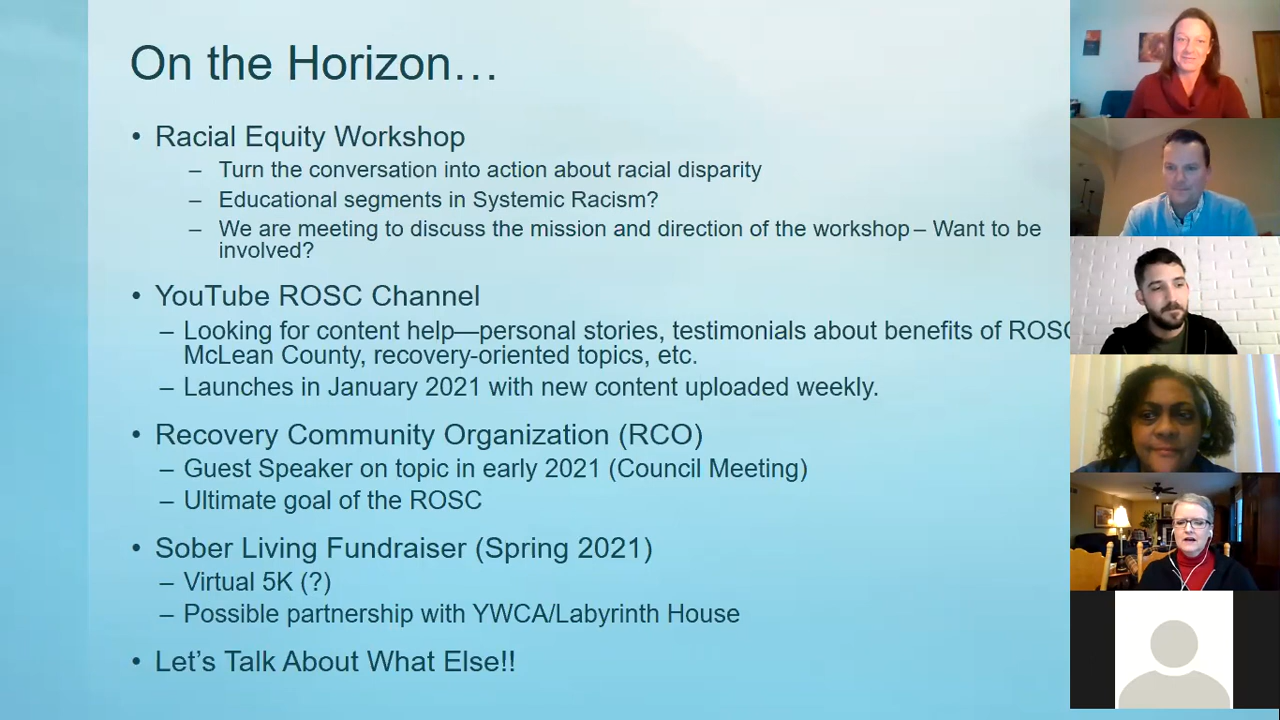 On the Horizon…
• Racial Equity Workshop
– Turn the conversation into action about racial disparity
– Educational segments in Systemic Racism?
– We are meeting to discuss the mission and direction of the workshop – Want to be
involved?
• YouTube ROSC Channel
– Looking for content help—personal stories, testimonials about benefits of ROSC
McLean County, recovery-oriented topics, etc.
– Launches in January 2021 with new content uploaded weekly.
• Recovery Community Organization (RCO)
– Guest Speaker on topic in early 2021 (Council Meeting)
– Ultimate goal of the ROSC
• Sober Living Fundraiser (Spring 2021)
– Virtual 5K (?)
– Possible partnership with YWCA/Labyrinth House
• Let’s Talk About What Else!!